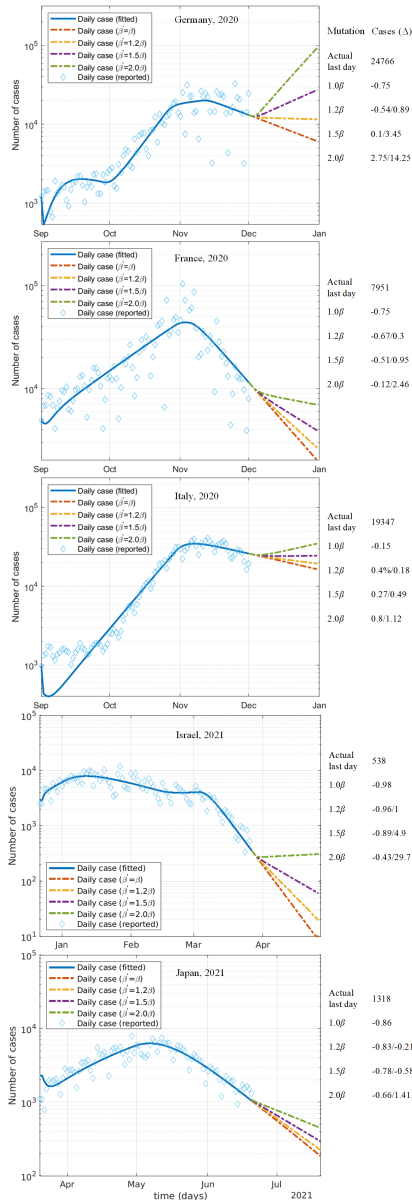 Germany, 2020
Daily case (fitted)
Daily case (β'=β)
Daily case (β'=1.2β)
Daily case (β'=1.5β)
Daily case (β'=2.0β)
Daily case (reported)
Number of cases
10^5
10^4
10^3
Sep Oct Nov Dec Jan
Mutation Cases (Δ)
Actual
last day 24766
1.0β -0.75
1.2β -0.54/0.89
1.5β 0.1/3.45
2.0β 2.75/14.25
France, 2020
Daily case (fitted)
Daily case (β'=β)
Daily case (β'=1.2β)
Daily case (β'=1.5β)
Daily case (β'=2.0β)
Daily case (reported)
Number of cases
10^5
10^4
Sep Oct Nov Dec Jan
Actual
last day 7951
1.0β -0.75
1.2β -0.67/0.3
1.5β -0.51/0.95
2.0β -0.12/2.46
Italy, 2020
Daily case (fitted)
Daily case (β'=β)
Daily case (β'=1.2β)
Daily case (β'=1.5β)
Daily case (β'=2.0β)
Daily case (reported)
Number of cases
10^5
10^4
10^3
Sep Oct Nov Dec Jan
Actual
last day 19347
1.0β -0.15
1.2β 0.4%/0.18
1.5β 0.27/0.49
2.0β 0.8/1.12
Israel, 2021
Number of cases
10^5
10^4
10^3
10^2
10^1
Daily case (fitted)
Daily case (β'=β)
Daily case (β'=1.2β)
Daily case (β'=1.5β)
Daily case (β'=2.0β)
Daily case (reported)
Jan Feb Mar Apr
Actual
last day 538
1.0β -0.98
1.2β -0.96/1
1.5β -0.89/4.9
2.0β -0.43/29.7
Japan, 2021
Daily case (fitted)
Daily case (β'=β)
Daily case (β'=1.2β)
Daily case (β'=1.5β)
Daily case (β'=2.0β)
Daily case (reported)
Number of cases
10^5
10^4
10^3
10^2
Apr May Jun Jul
time (days) 2021
Actual
last day 1318
1.0β -0.86
1.2β -0.83/-0.21
1.5β -0.78/-0.58
2.0β -0.66/1.41